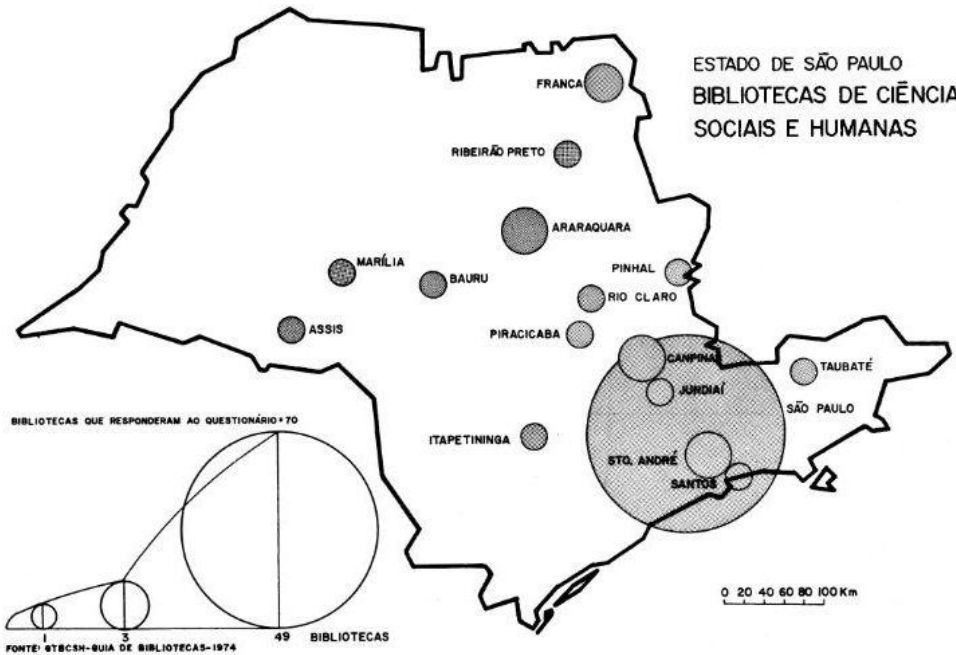 ESTADO DE SÃO PAULO
BIBLIOTECAS DE CIÊNCIA
SOCIAIS E HUMANAS
FRANCA
RIBEIRÃO PRETO
ARARAQUARA
MARÍLIA
BAURU
PINHAL
RIO CLARO
ASSIS
PIRACICABA
CANPINAS
TAUBATÉ
JUNDIAÍ
SÃO PAULO
ITAPETININGA
STO. ANDRÉ
SANTOS
BIBLIOTECAS QUE RESPONDERAM AO QUESTIONÁRIO=70
0 20 40 60 80 100 Km
1 3 49 BIBLIOTECAS
FONTE: GTBCSH-GUIA DE BIBLIOTECAS-1974